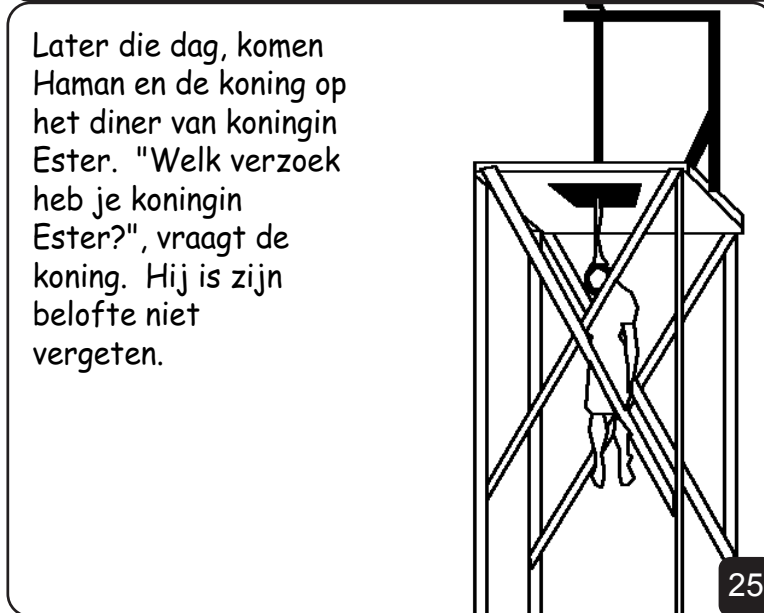 Later die dag, komen
Haman en de koning op
het diner van koningin
Ester.  "Welk verzoek
heb je koningin
Ester?", vraagt de
koning.  Hij is zijn
belofte niet
vergeten.
25